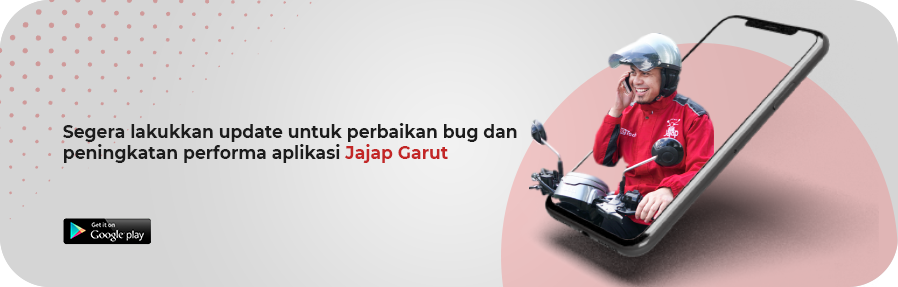 Segera lakukkan update untuk perbaikan bug dan
peningkatan performa aplikasi Jajap Garut
Get it on
Google play